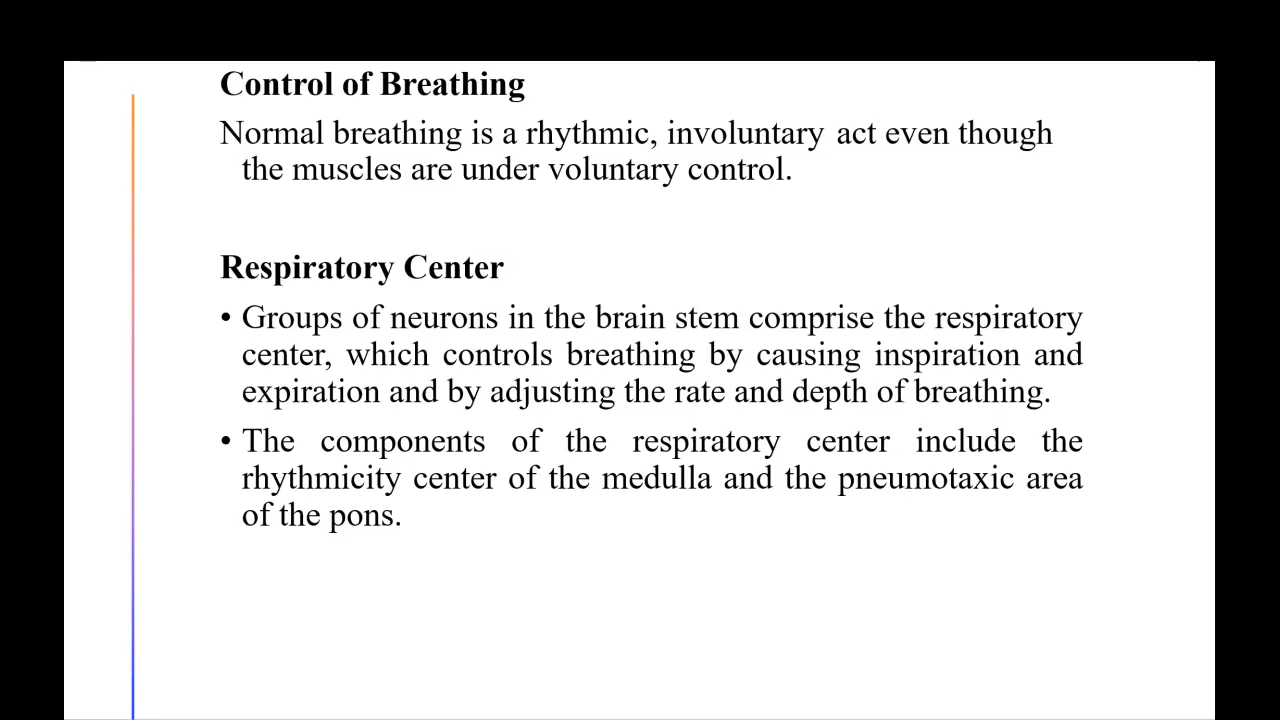 Control of Breathing
Normal breathing is a rhythmic, involuntary act even though
the muscles are under voluntary control.
Respiratory Center
• Groups of neurons in the brain stem comprise the respiratory
center, which controls breathing by causing inspiration and
expiration and by adjusting the rate and depth of breathing.
• The components of the respiratory center include the
rhythmicity center of the medulla and the pneumotaxic area
of the pons.